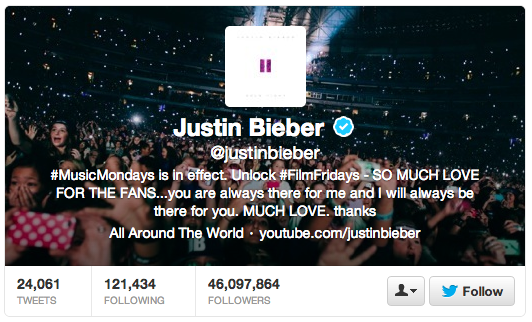 JUSTIN BIEBER
Justin Bieber
@justinbieber
#MusicMondays is in effect. Unlock #FilmFridays - SO MUCH LOVE
FOR THE FANS...you are always there for me and I will always be
there for you. MUCH LOVE. thanks
All Around The World · youtube.com/justinbieber
24,061 121,434 46,097,864
TWEETS FOLLOWING FOLLOWERS
Follow